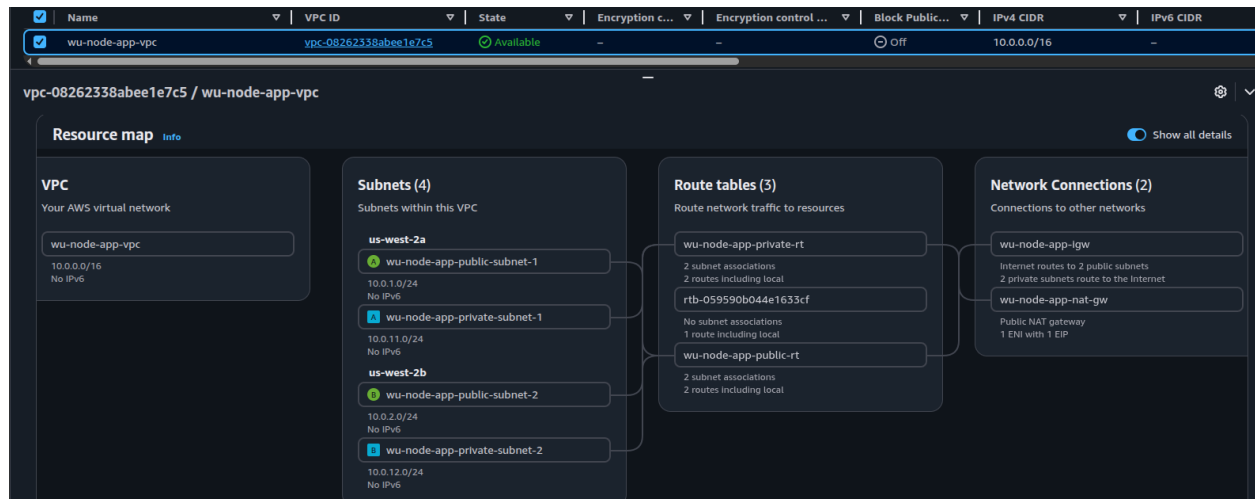 Name VPC ID State Encryption c... Encryption control ... Block Public... IPv4 CIDR IPv6 CIDR
wu-node-app-vpc vpc-08262338abee1e7c5 Available – – Off 10.0.0.0/16 –
vpc-08262338abee1e7c5 / wu-node-app-vpc
Resource map Info
Show all details
VPC
Your AWS virtual network
wu-node-app-vpc
10.0.0.0/16
No IPv6
Subnets (4)
Subnets within this VPC
us-west-2a
A wu-node-app-public-subnet-1
10.0.1.0/24
No IPv6
A wu-node-app-private-subnet-1
10.0.11.0/24
No IPv6
us-west-2b
B wu-node-app-public-subnet-2
10.0.2.0/24
No IPv6
B wu-node-app-private-subnet-2
10.0.12.0/24
No IPv6
Route tables (3)
Route network traffic to resources
wu-node-app-private-rt
2 subnet associations
2 routes including local
rtb-059590b044e1633cf
No subnet associations
1 route including local
wu-node-app-public-rt
2 subnet associations
2 routes including local
Network Connections (2)
Connections to other networks
wu-node-app-igw
Internet routes to 2 public subnets
2 private subnets route to the Internet
wu-node-app-nat-gw
Public NAT gateway
1 ENI with 1 EIP